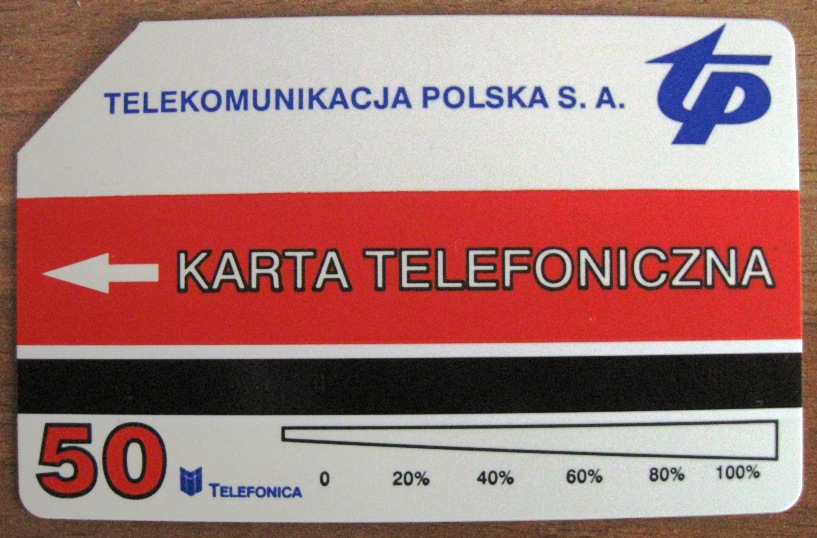 TELEKOMUNIKACJA POLSKA S. A.
tp
KARTA TELEFONICZNA
50
TELEFONICA
0 20% 40% 60% 80% 100%